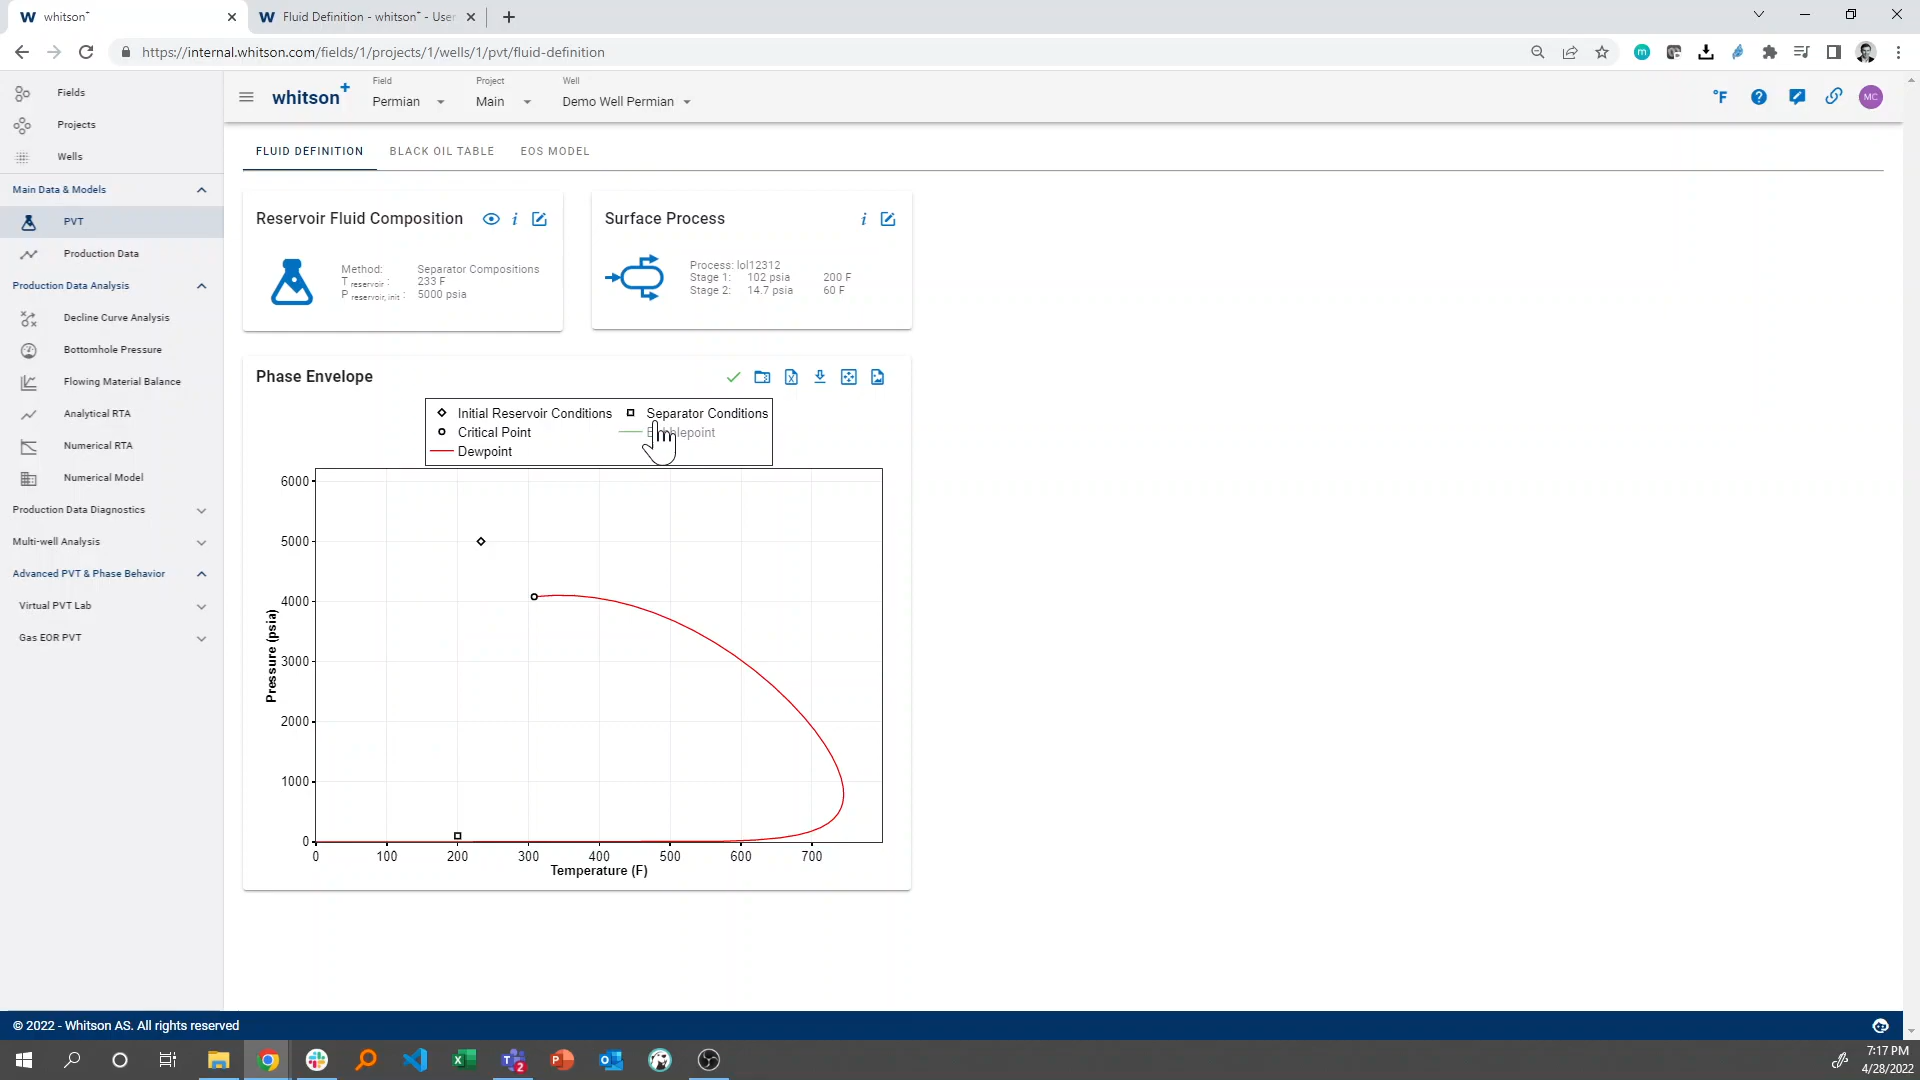 whitson⁺
Fluid Definition - whitson⁺ - User
https://internal.whitson.com/fields/1/projects/1/wells/1/pvt/fluid-definition
Fields
Projects
Wells
Main Data & Models
PVT
Production Data
Production Data Analysis
Decline Curve Analysis
Bottomhole Pressure
Flowing Material Balance
Analytical RTA
Numerical RTA
Numerical Model
Production Data Diagnostics
Multi-well Analysis
Advanced PVT & Phase Behavior
Virtual PVT Lab
Gas EOR PVT
whitson+
Field
Permian
Project
Main
Well
Demo Well Permian
°F
MC
FLUID DEFINITION
BLACK OIL TABLE
EOS MODEL
Reservoir Fluid Composition
Method: Separator Compositions
T reservoir : 233 F
P reservoir, init : 5000 psia
Surface Process
Process: lol12312
Stage 1: 102 psia 200 F
Stage 2: 14.7 psia 60 F
Phase Envelope
Initial Reservoir Conditions
Separator Conditions
Critical Point
Dewpoint
6000
5000
4000
3000
2000
1000
0
Pressure (psia)
0 100 200 300 400 500 600 700
Temperature (F)
© 2022 - Whitson AS. All rights reserved
7:17 PM
4/28/2022